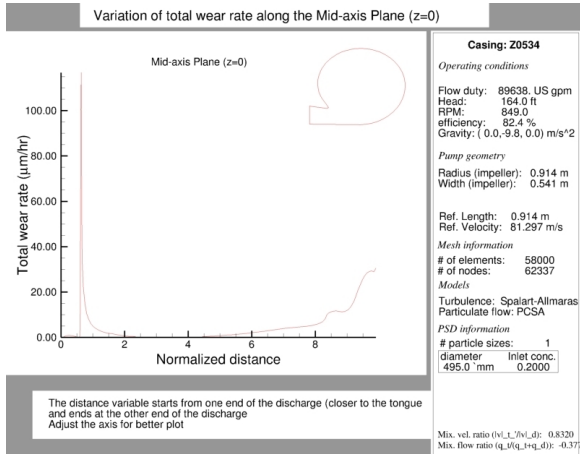 Variation of total wear rate along the Mid-axis Plane (z=0)
Mid-axis Plane (z=0)
Total wear rate (µm/hr)
100.00
80.00
60.00
40.00
20.00
0.00
0 2 4 6 8
Normalized distance
The distance variable starts from one end of the discharge (closer to the tongue
and ends at the other end of the discharge
Adjust the axis for better plot
Casing: Z0534
Operating conditions
Flow duty: 89638. US gpm
Head: 164.0 ft
RPM: 849.0
efficiency: 82.4 %
Gravity: ( 0.0,-9.8, 0.0) m/s^2
Pump geometry
Radius (impeller): 0.914 m
Width (impeller): 0.541 m
Ref. Length: 0.914 m
Ref. Velocity: 81.297 m/s
Mesh information
# of elements: 58000
# of nodes: 62337
Models
Turbulence: Spalart-Allmaras
Particulate flow: PCSA
PSD information
# particle sizes: 1
diameter Inlet conc.
495.0 `mm 0.2000
Mix. vel. ratio (|v|_t_'/|v|_d): 0.8320
Mix. flow ratio (q_t/(q_t+q_d)):